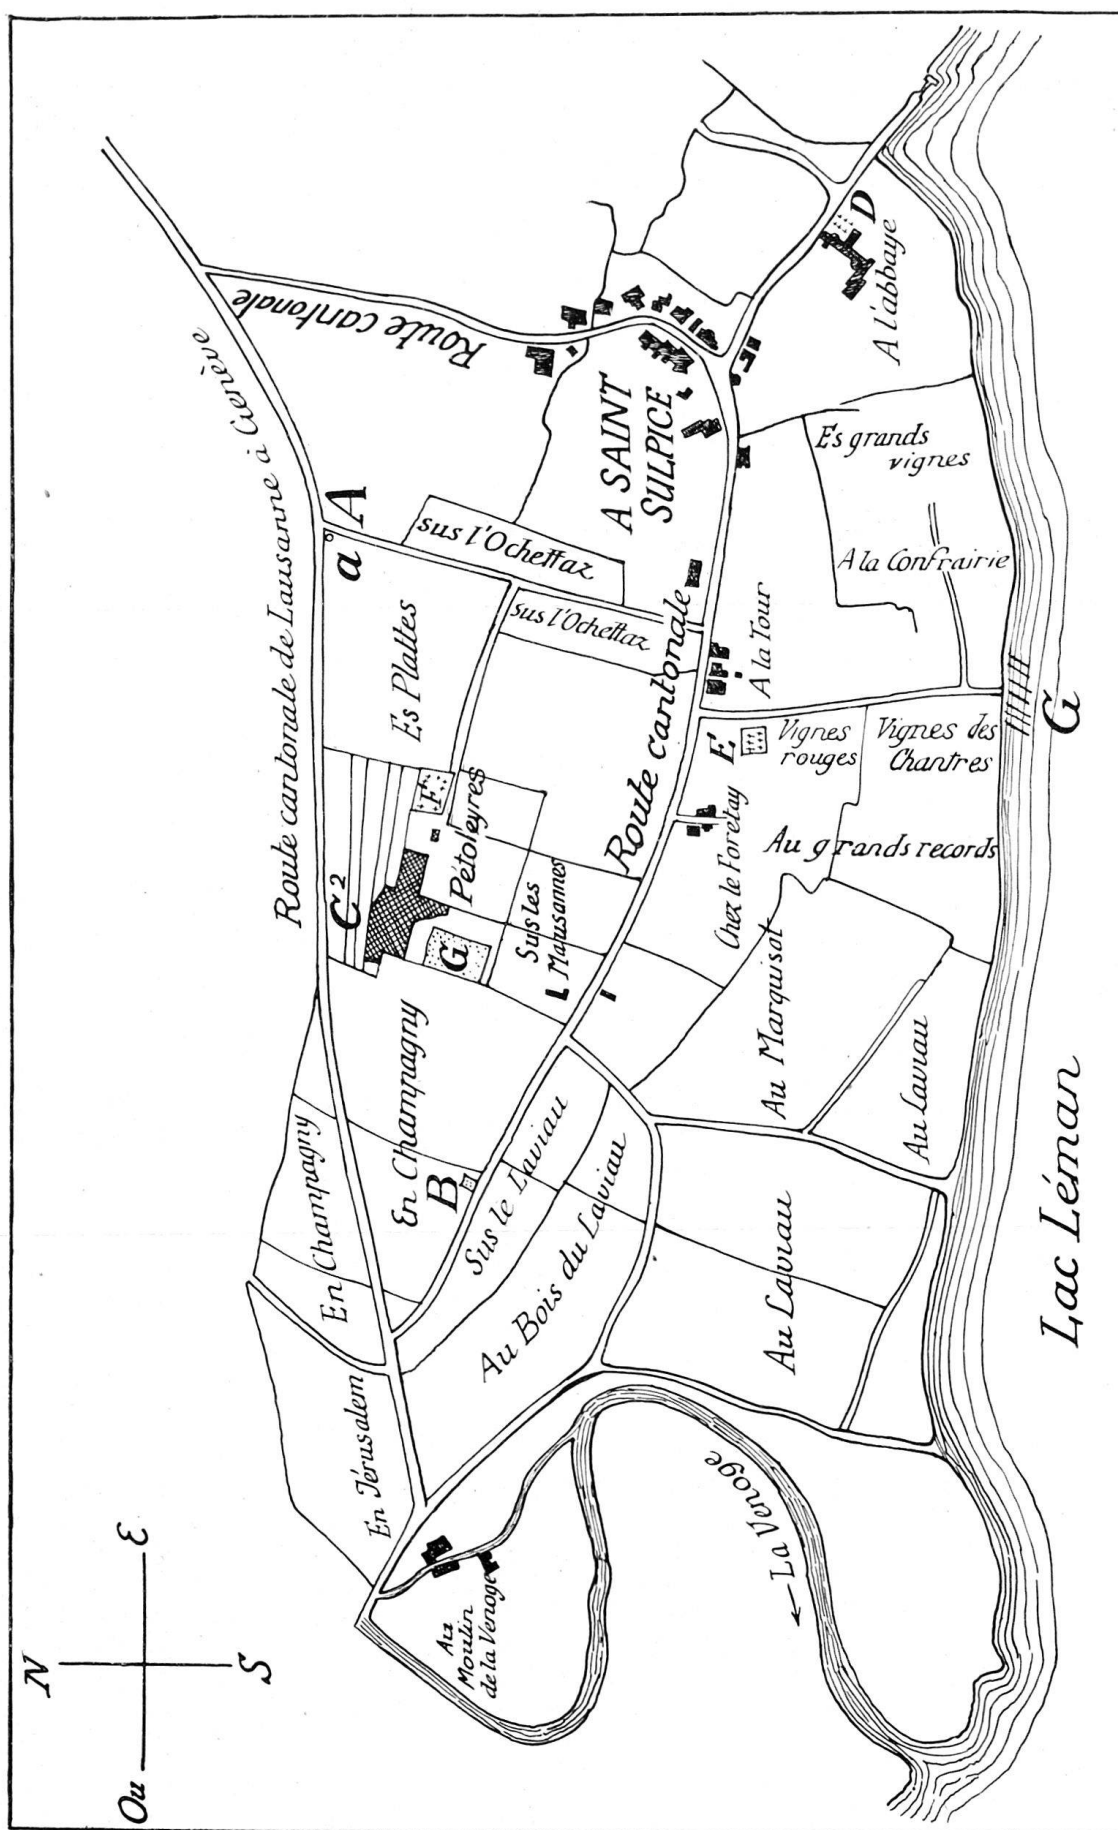 N
Ou
E
S
Route cantonale de Lausanne à Genève
Route cantonale
A
a
Es Plattes
sus l'Ochettaz
sus l'Ochettaz
A SAINT
SULPICE
D
A l'abbaye
Es grands
vignes
A la Confrairie
A la Tour
Route cantonale
C²
F
Pétoleyres
G
Sus les
Mausannes
E
Vignes
rouges
Vignes des
Chantres
G
Chez le Foretay
Au grands records
En Champagny
En Champagny
B
Sus le Laviau
Au Bois du Laviau
Au Marquisat
Au Laviau
Au Laviau
En Jérusalem
Au
Moulin
de la Venoge
La Venoge
Lac Léman